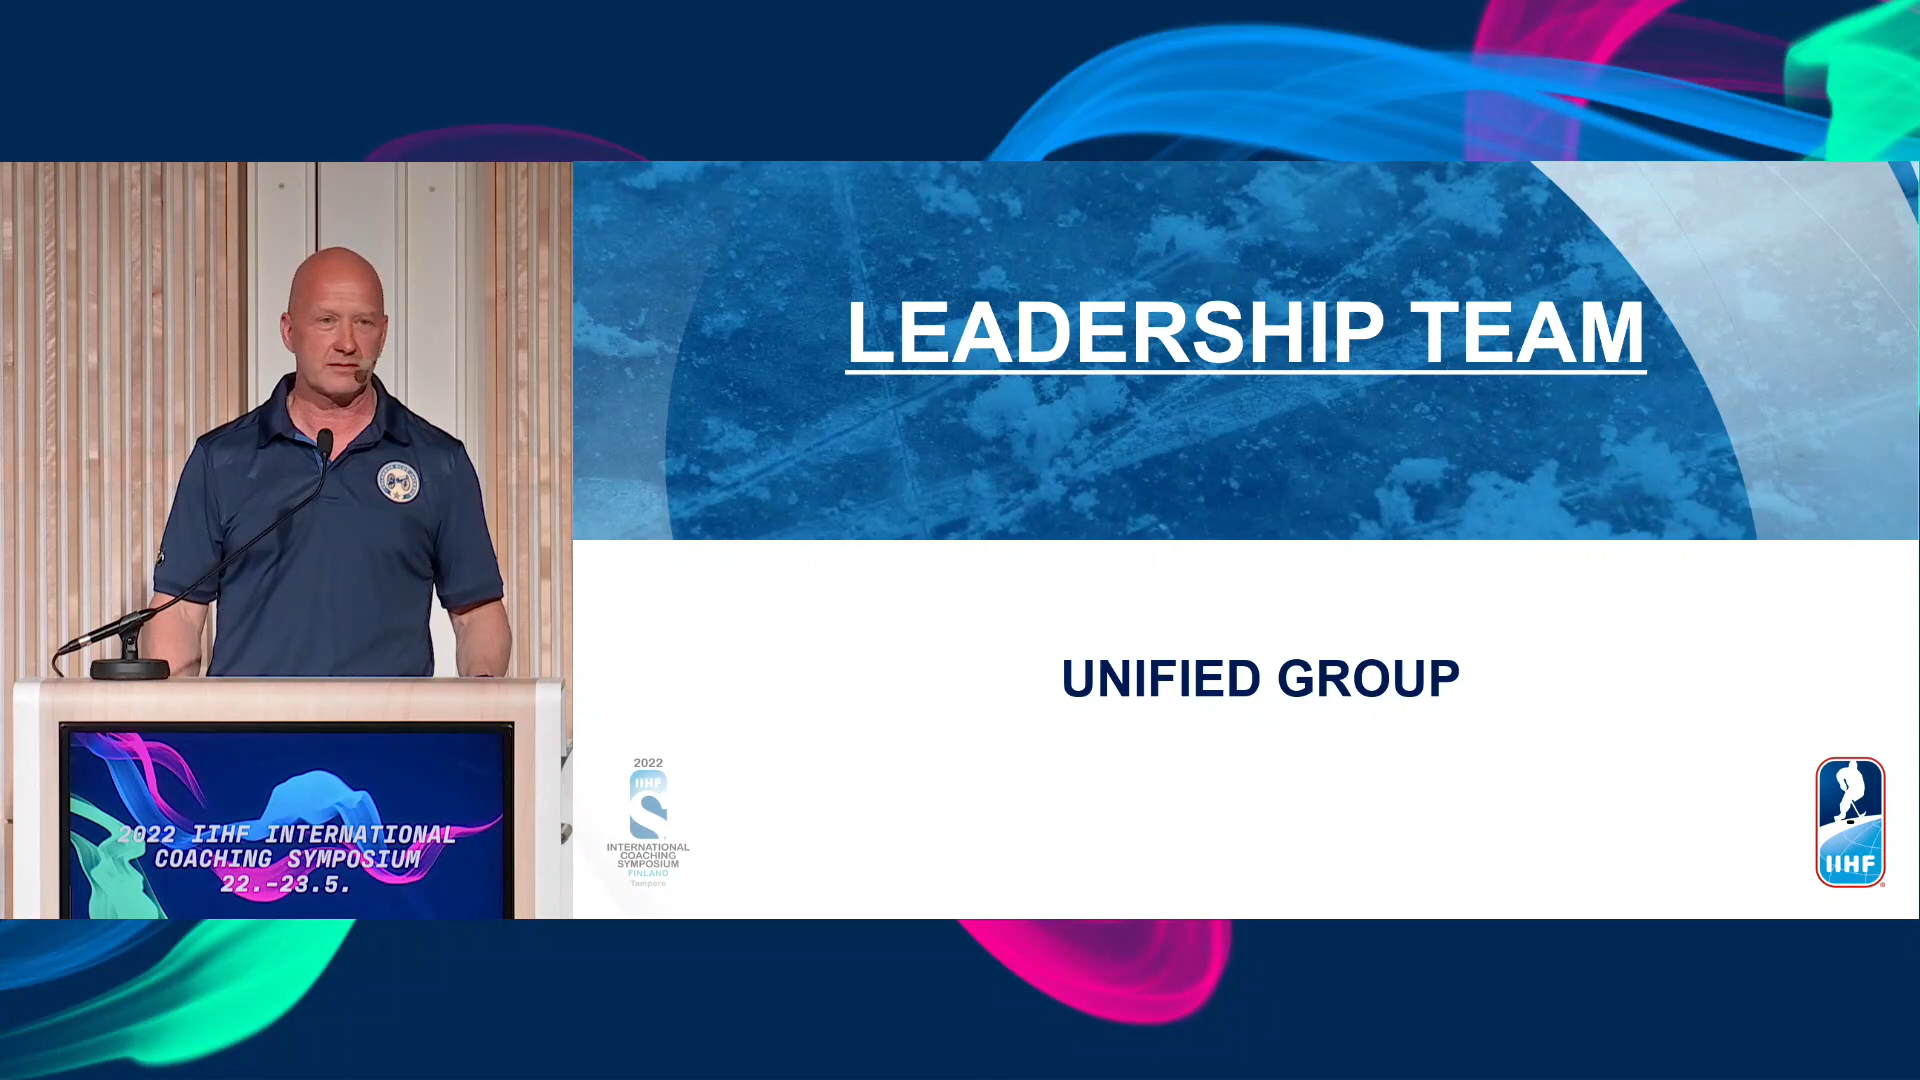 LEADERSHIP TEAM
UNIFIED GROUP
2022
IIHF
INTERNATIONAL
COACHING
SYMPOSIUM
FINLAND
Tampere
IIHF
2022 IIHF INTERNATIONAL
COACHING SYMPOSIUM
22.-23.5.